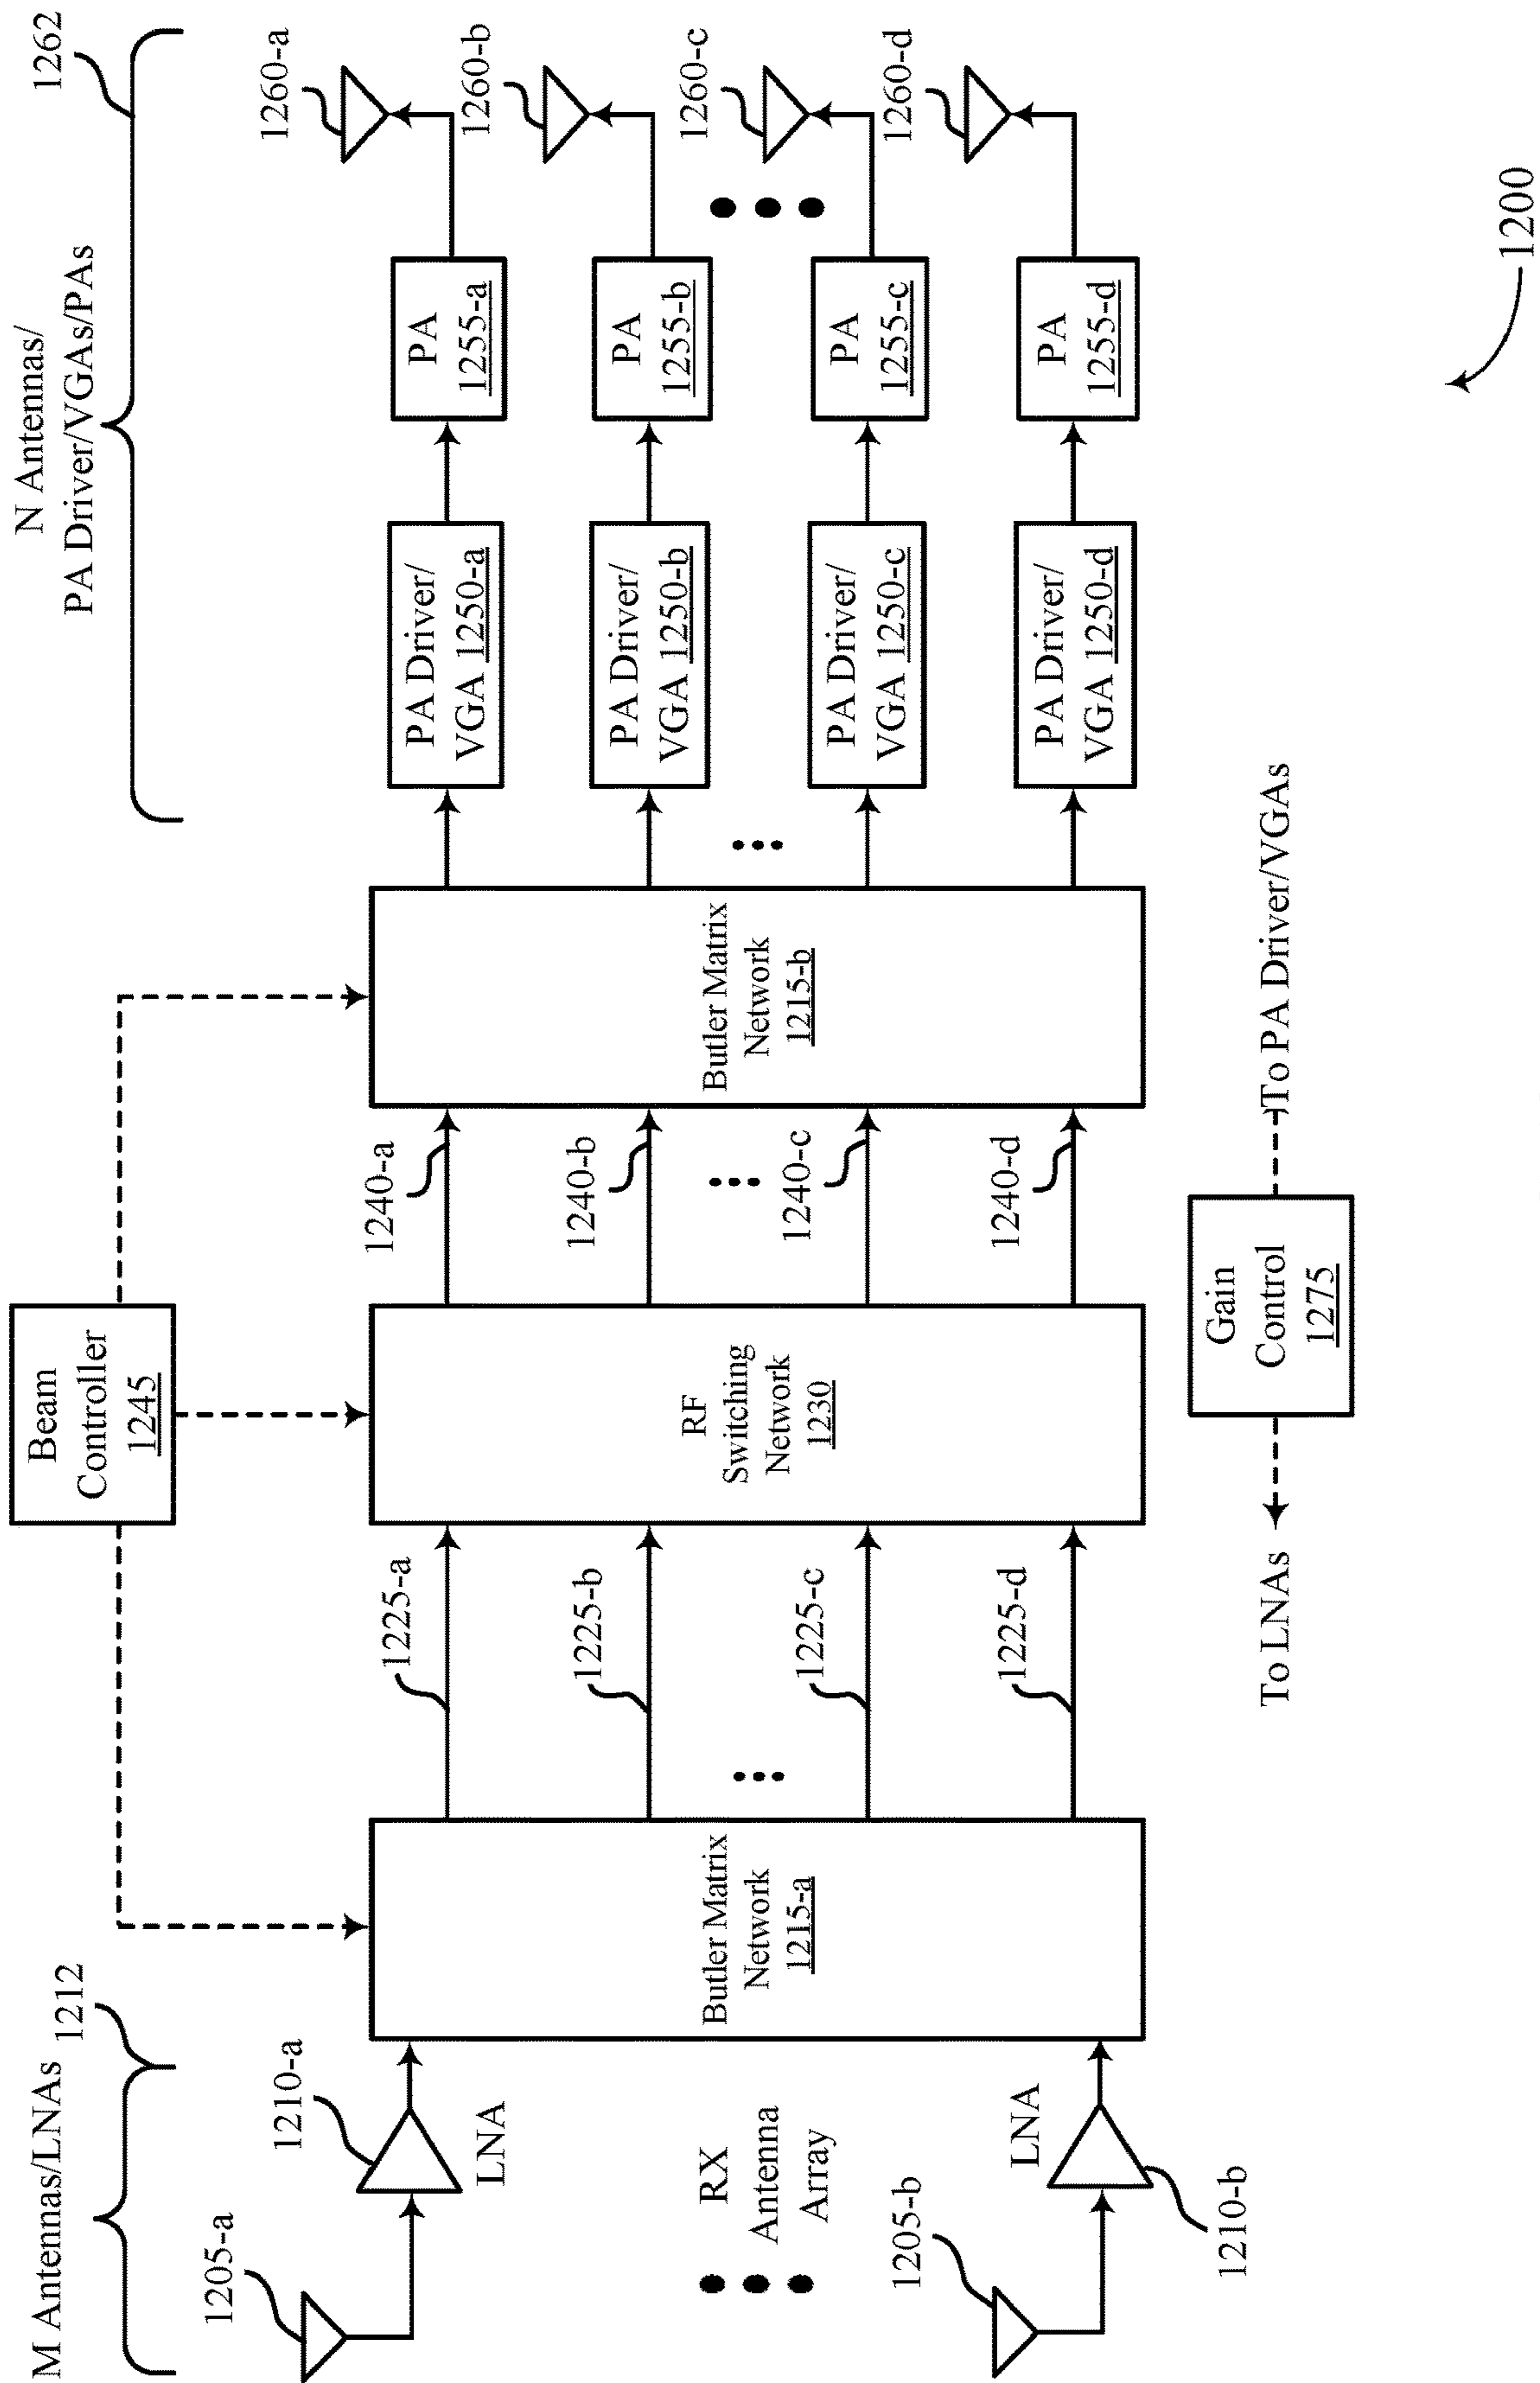 M Antennas/LNAs
1212
N Antennas/
PA Driver/VGAs/PAs
1262
Beam
Controller
1245
1205-a
1210-a
LNA
RX
Antenna
Array
1205-b
LNA
1210-b
Butler Matrix
Network
1215-a
1225-a
1225-b
1225-c
1225-d
RF
Switching
Network
1230
1240-a
1240-b
1240-c
1240-d
Butler Matrix
Network
1215-b
PA Driver/
VGA 1250-a
PA Driver/
VGA 1250-b
PA Driver/
VGA 1250-c
PA Driver/
VGA 1250-d
PA
1255-a
PA
1255-b
PA
1255-c
PA
1255-d
1260-a
1260-b
1260-c
1260-d
To LNAs
Gain
Control
1275
To PA Driver/VGAs
1200